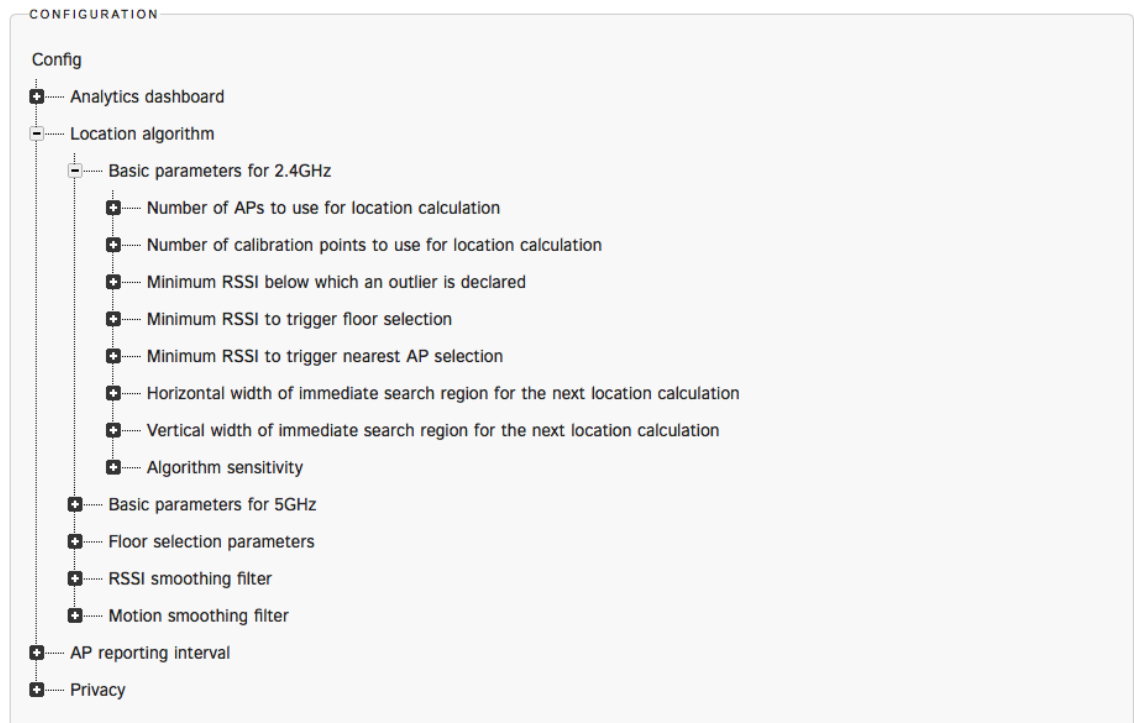 CONFIGURATION
Config
Analytics dashboard
Location algorithm
Basic parameters for 2.4GHz
Number of APs to use for location calculation
Number of calibration points to use for location calculation
Minimum RSSI below which an outlier is declared
Minimum RSSI to trigger floor selection
Minimum RSSI to trigger nearest AP selection
Horizontal width of immediate search region for the next location calculation
Vertical width of immediate search region for the next location calculation
Algorithm sensitivity
Basic parameters for 5GHz
Floor selection parameters
RSSI smoothing filter
Motion smoothing filter
AP reporting interval
Privacy